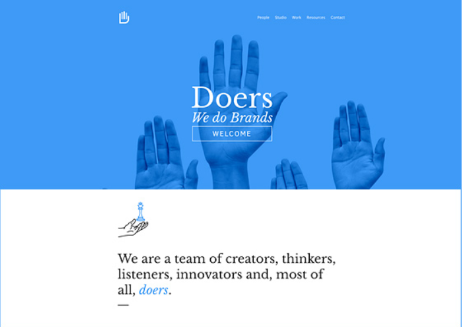 People Studio Work Resources Contact
Doers
We do Brands
WELCOME
We are a team of creators, thinkers,
listeners, innovators and, most of
all, doers.